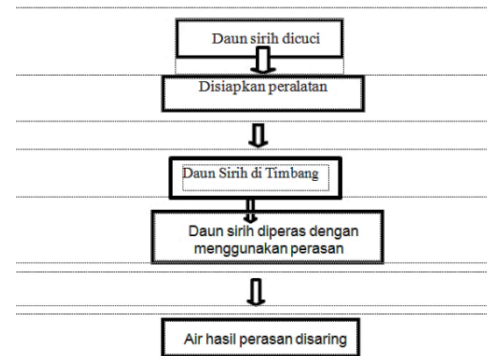 Daun sirih dicuci
Disiapkan peralatan
Daun Sirih di Timbang
Daun sirih diperas dengan
menggunakan perasan
Air hasil perasan disaring